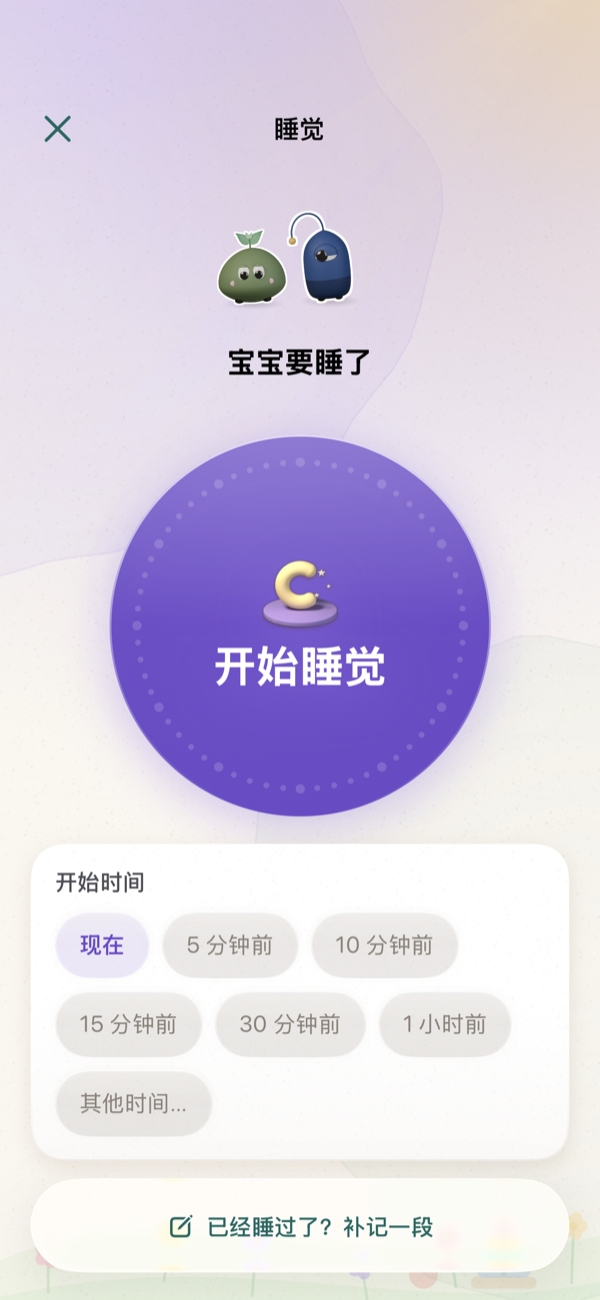 睡觉
宝宝要睡了
开始睡觉
开始时间
现在
5 分钟前
10 分钟前
15 分钟前
30 分钟前
1 小时前
其他时间...
已经睡过了？补记一段